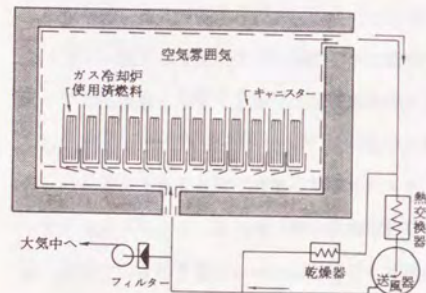 空気雰囲気
ガス冷却炉
使用済燃料
キャニスター
熱交換器
大気中へ
フィルター
乾燥器
送風器